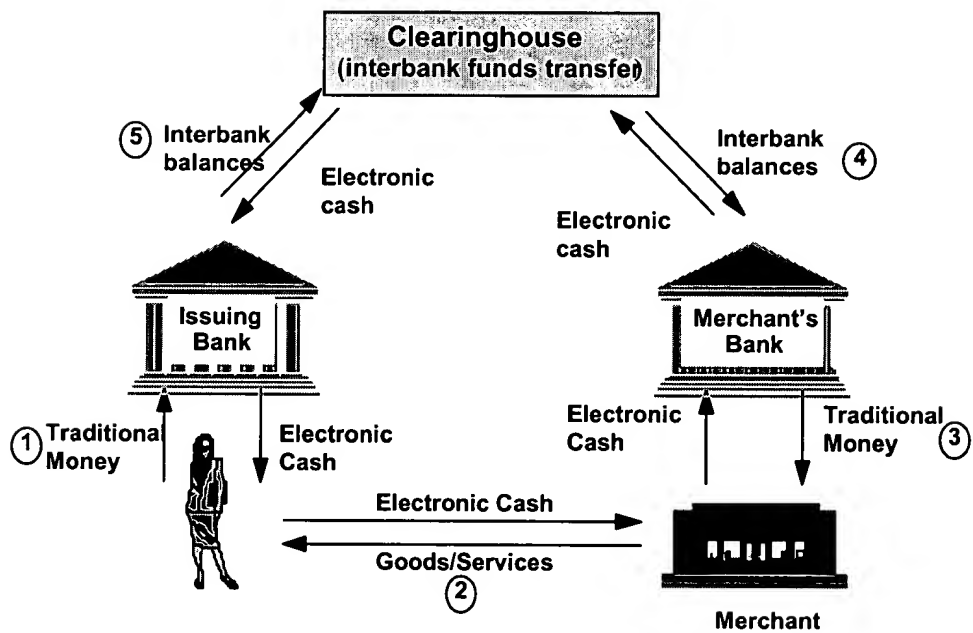 Clearinghouse
(interbank funds transfer)
5 Interbank
balances
Electronic
cash
Interbank
balances 4
Electronic
cash
Issuing
Bank
Merchant's
Bank
1 Traditional
Money
Electronic
Cash
Electronic
Cash
Traditional
Money 3
Electronic Cash
Goods/Services
2
Merchant